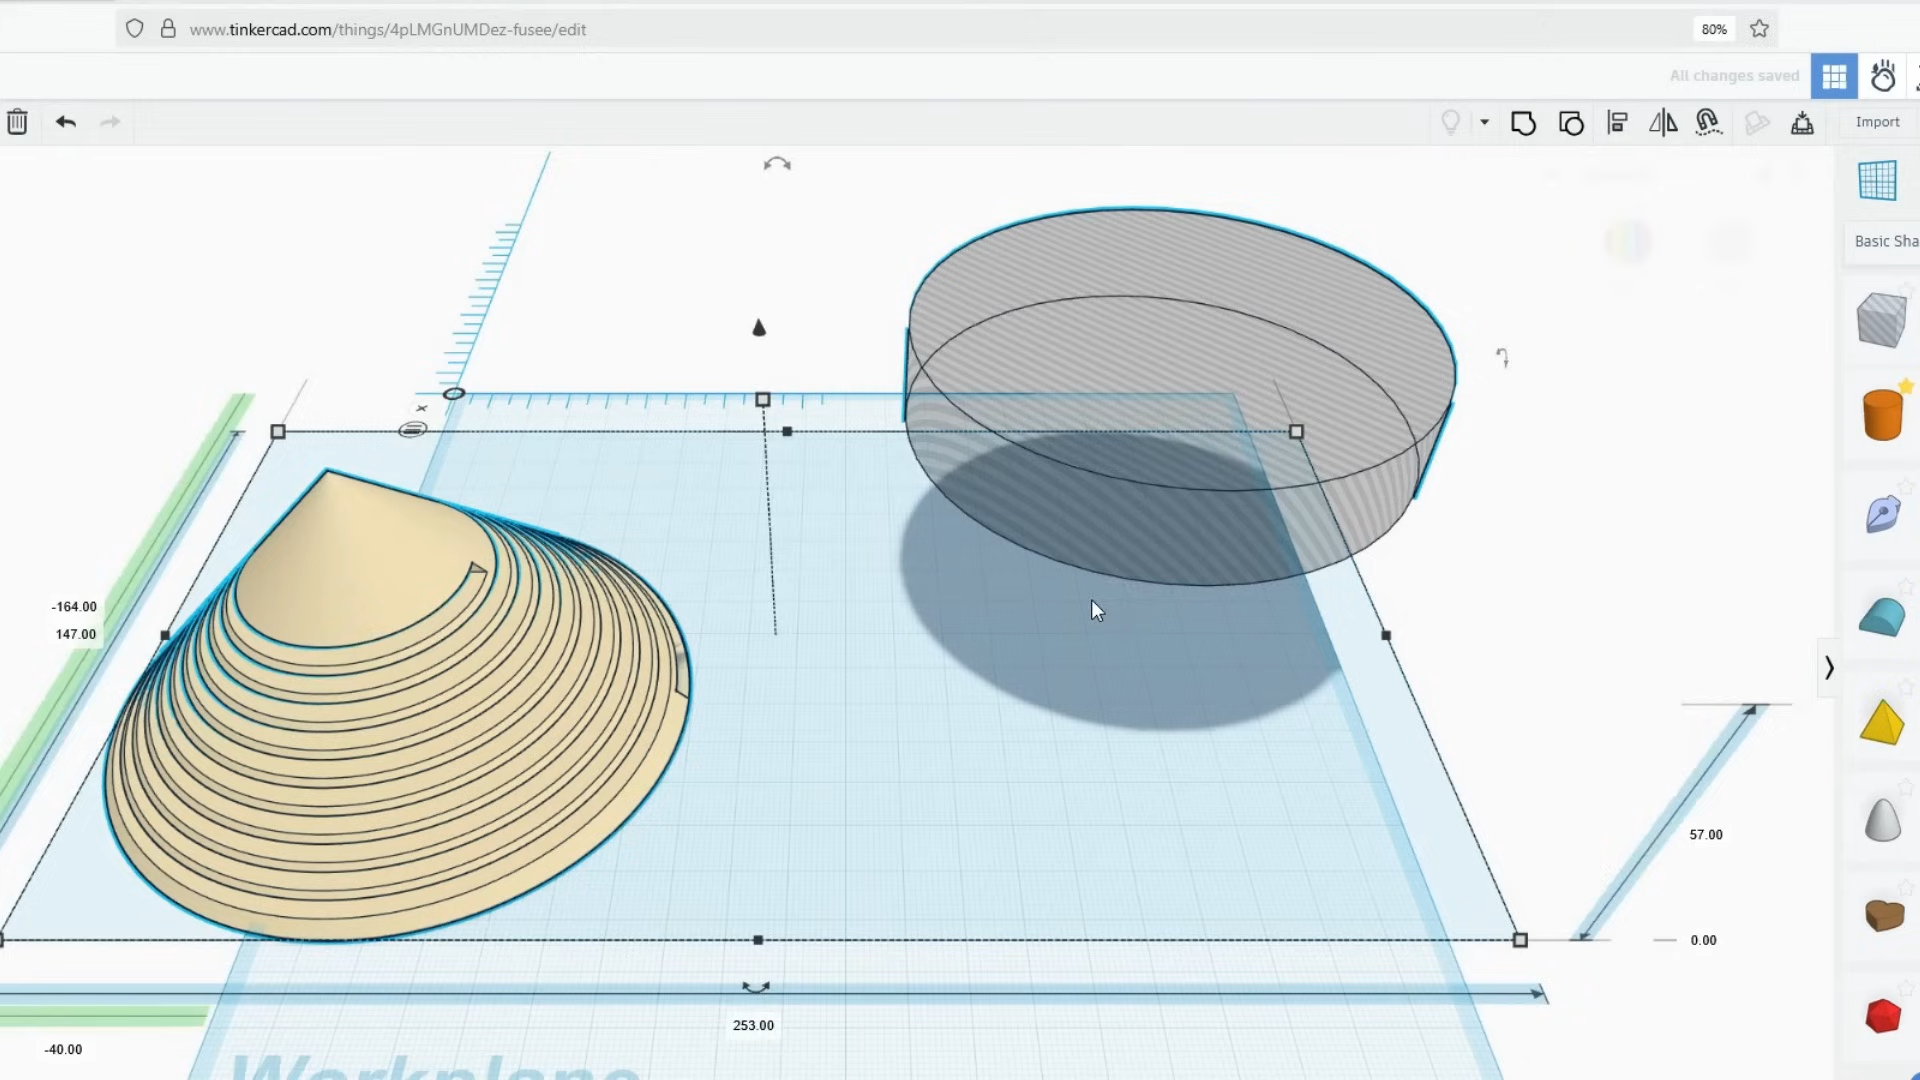 www.tinkercad.com/things/4pLMGnUMDez-fusee/edit
80%
All changes saved
Import
Basic Sha
-164.00
147.00
57.00
0.00
253.00
-40.00
Workplane